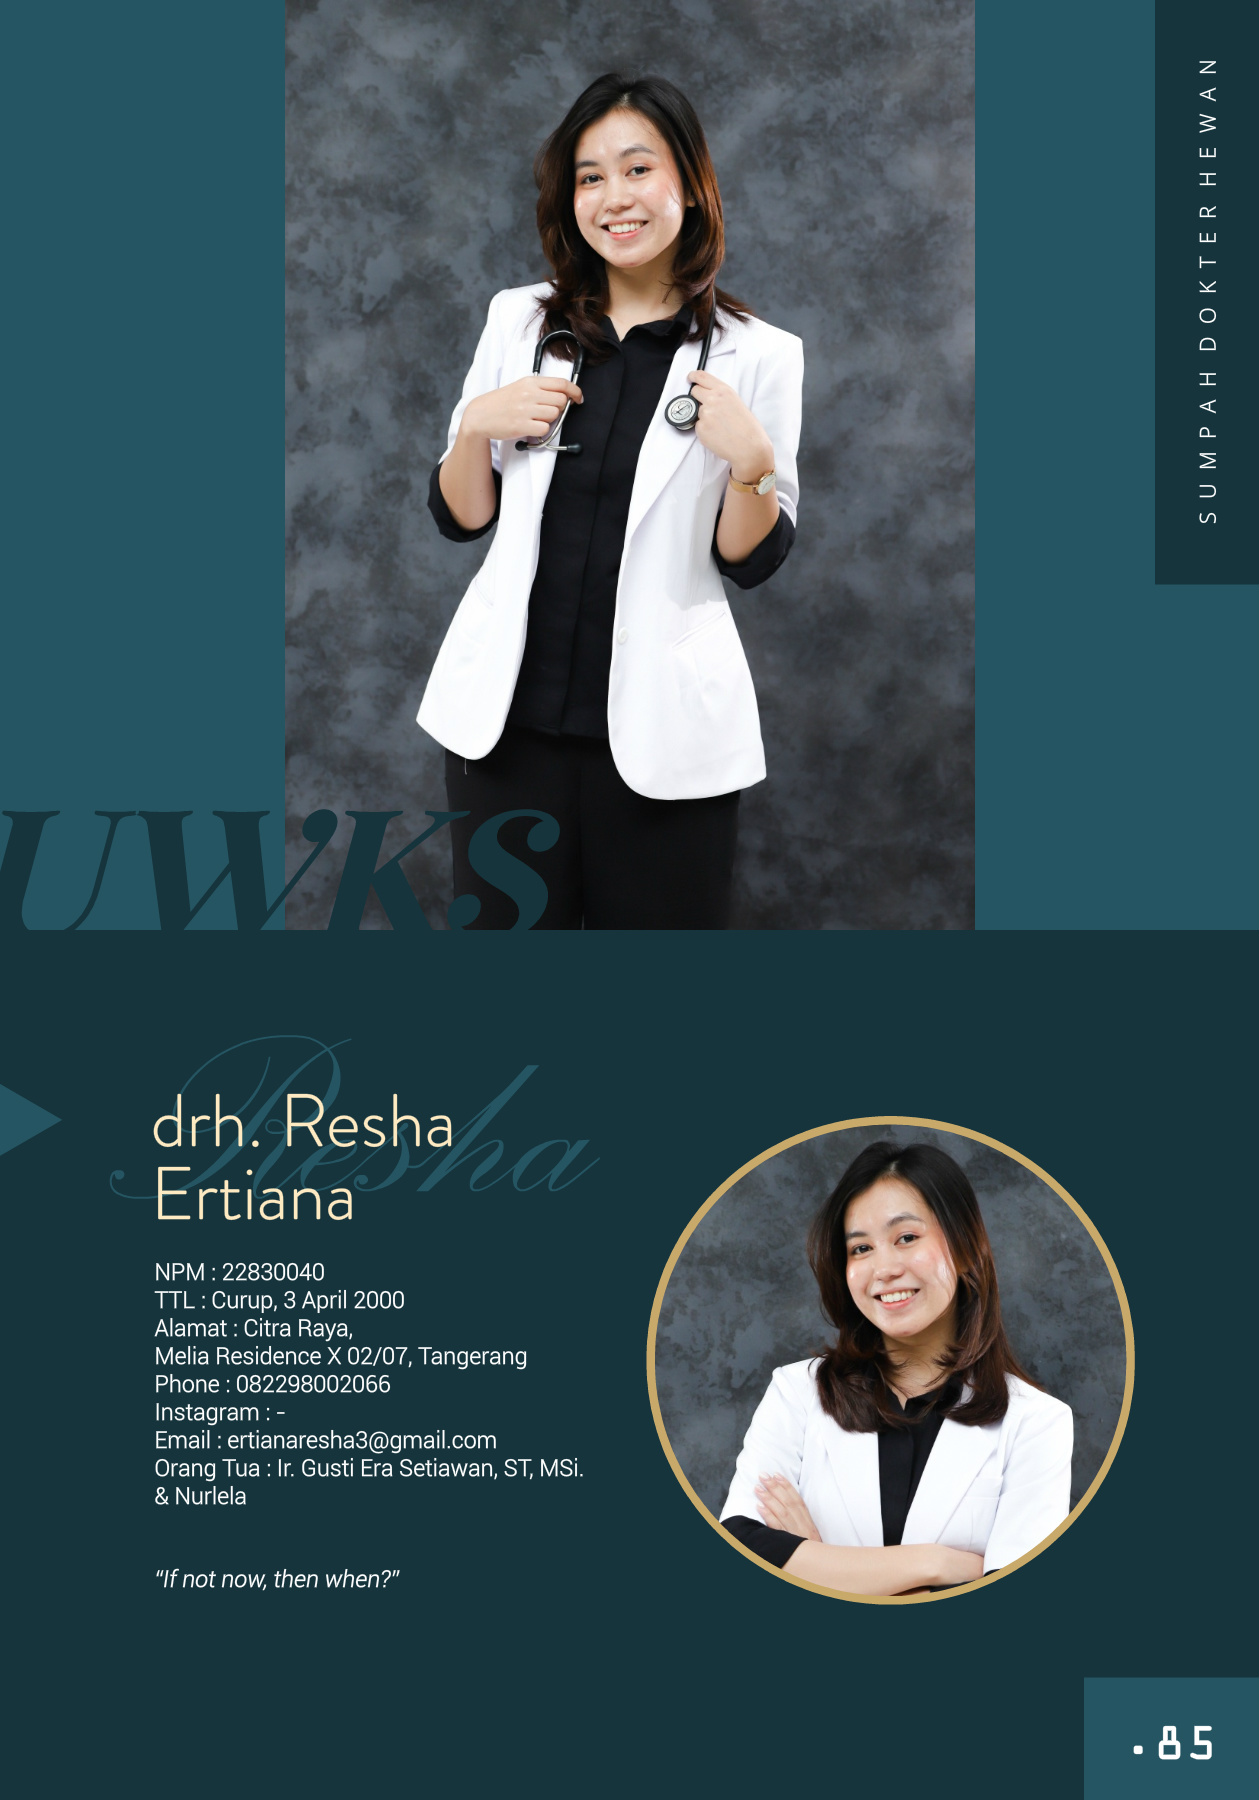 SUMPAH DOKTER HEWAN
UWKS
Resha
drh. Resha
Ertiana
NPM : 22830040
TTL : Curup, 3 April 2000
Alamat : Citra Raya,
Melia Residence X 02/07, Tangerang
Phone : 082298002066
Instagram : -
Email : ertianaresha3@gmail.com
Orang Tua : Ir. Gusti Era Setiawan, ST, MSi.
& Nurlela
“If not now, then when?”
.85